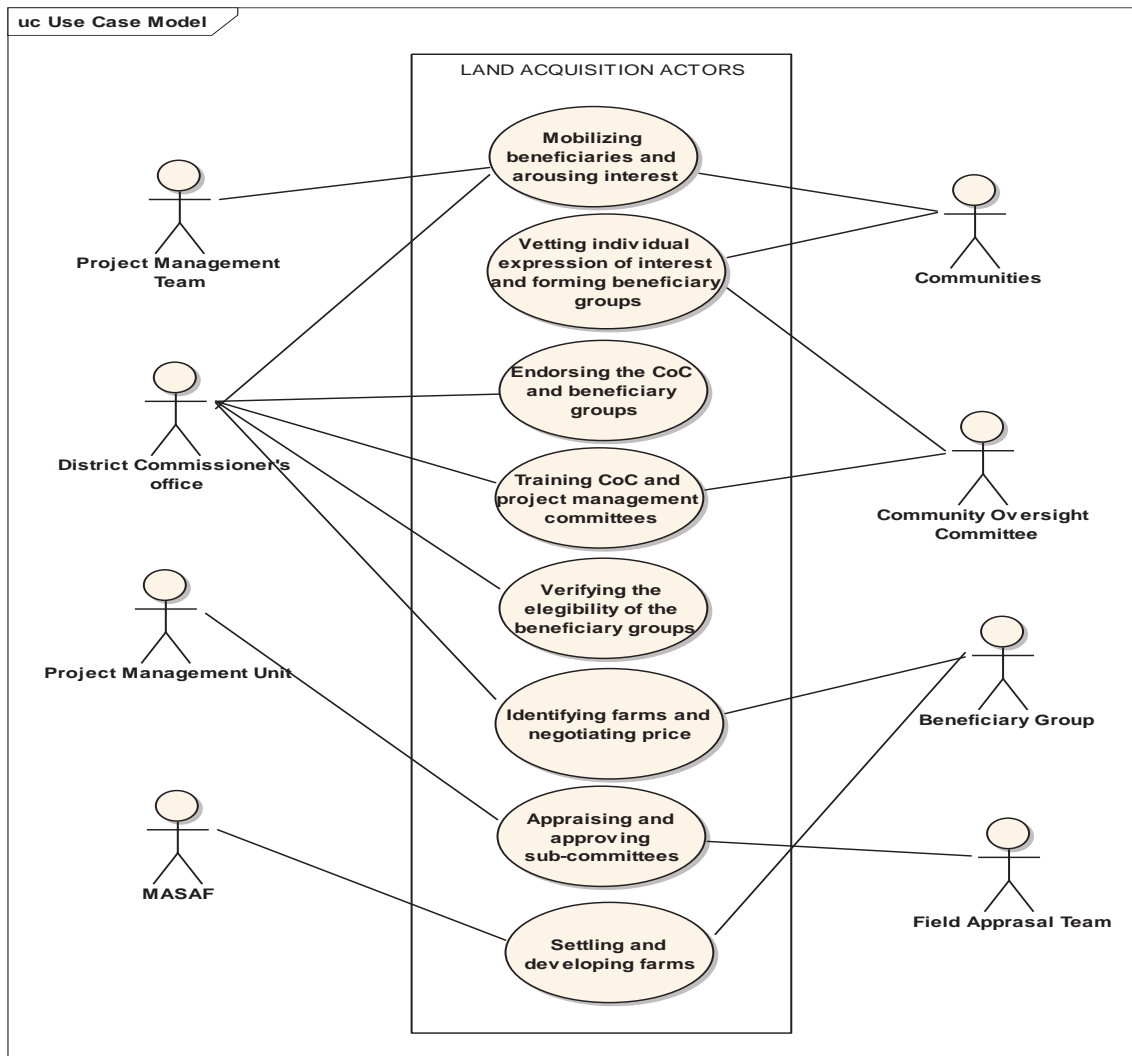 uc Use Case Model
LAND ACQUISITION ACTORS
Mobilizing
beneficiaries and
arousing interest
Project Management
Team
Vetting individual
expression of interest
and forming beneficiary
groups
Communities
Endorsing the CoC
and beneficiary
groups
District Commissioner's
office
Training CoC and
project management
committees
Community Oversight
Committee
Verifying the
elegibility of the
beneficiary groups
Project Management Unit
Identifying farms and
negotiating price
Beneficiary Group
Appraising and
approving
sub-committees
MASAF
Field Apprasal Team
Settling and
developing farms